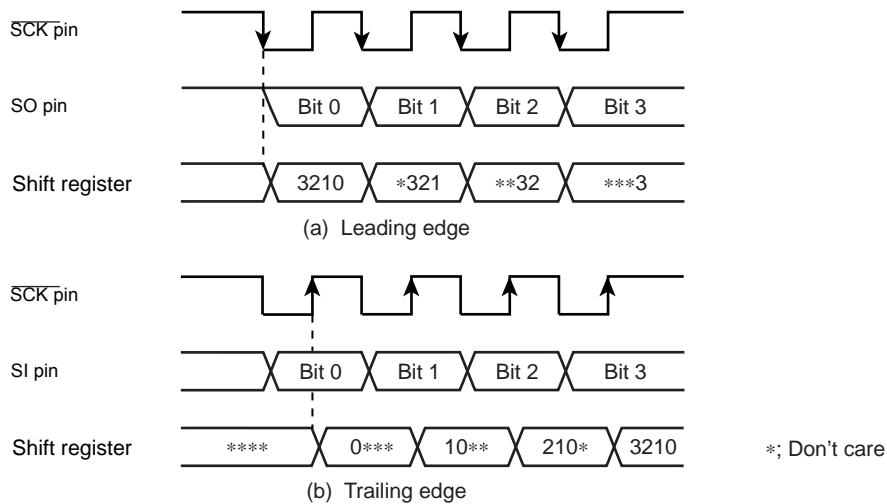 SCK pin
SO pin Bit 0 Bit 1 Bit 2 Bit 3
Shift register 3210 *321 **32 ***3
(a) Leading edge
SCK pin
SI pin Bit 0 Bit 1 Bit 2 Bit 3
Shift register **** 0*** 10** 210* 3210 *; Don't care
(b) Trailing edge